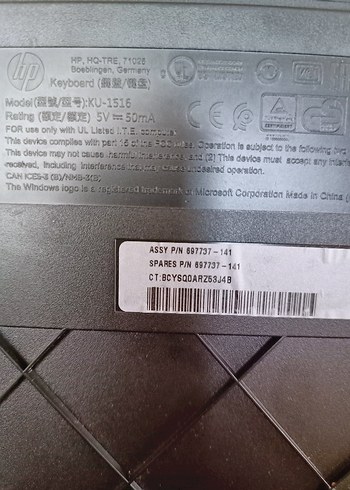 hp
HP, HQ-TRE, 71025
Boeblingen, Germany
Keyboard (鍵盤/键盘)
Model(型號/型号):KU-1516
Rating (額定/额定) 5V⎓50mA
FOR use only with UL Listed I.T.E. computer
This device complies with part 15 of the FCC Rules. Operation is subject to the following two
This device may not cause harmful interference and (2) This device must accept any interfe
received, including interference that may cause undesired operation.
CAN ICES-3 (B)/NMB-3(B)
The Windows logo is a registered trademark of Microsoft Corporation Made in China (
ASSY P/N 697737-141
SPARES P/N 697737-141
CT:BCYSQ0ARZ53J4B